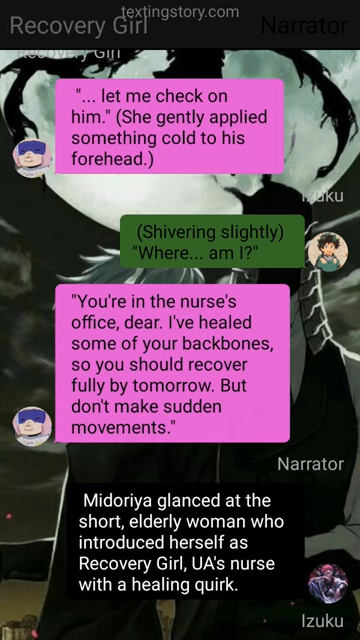 textingstory.com
Recovery Girl
Narrator
Recovery Girl
"... let me check on
him." (She gently applied
something cold to his
forehead.)
Izuku
(Shivering slightly)
"Where... am I?"
"You're in the nurse's
office, dear. I've healed
some of your backbones,
so you should recover
fully by tomorrow. But
don't make sudden
movements."
Narrator
Midoriya glanced at the
short, elderly woman who
introduced herself as
Recovery Girl, UA's nurse
with a healing quirk.
Izuku